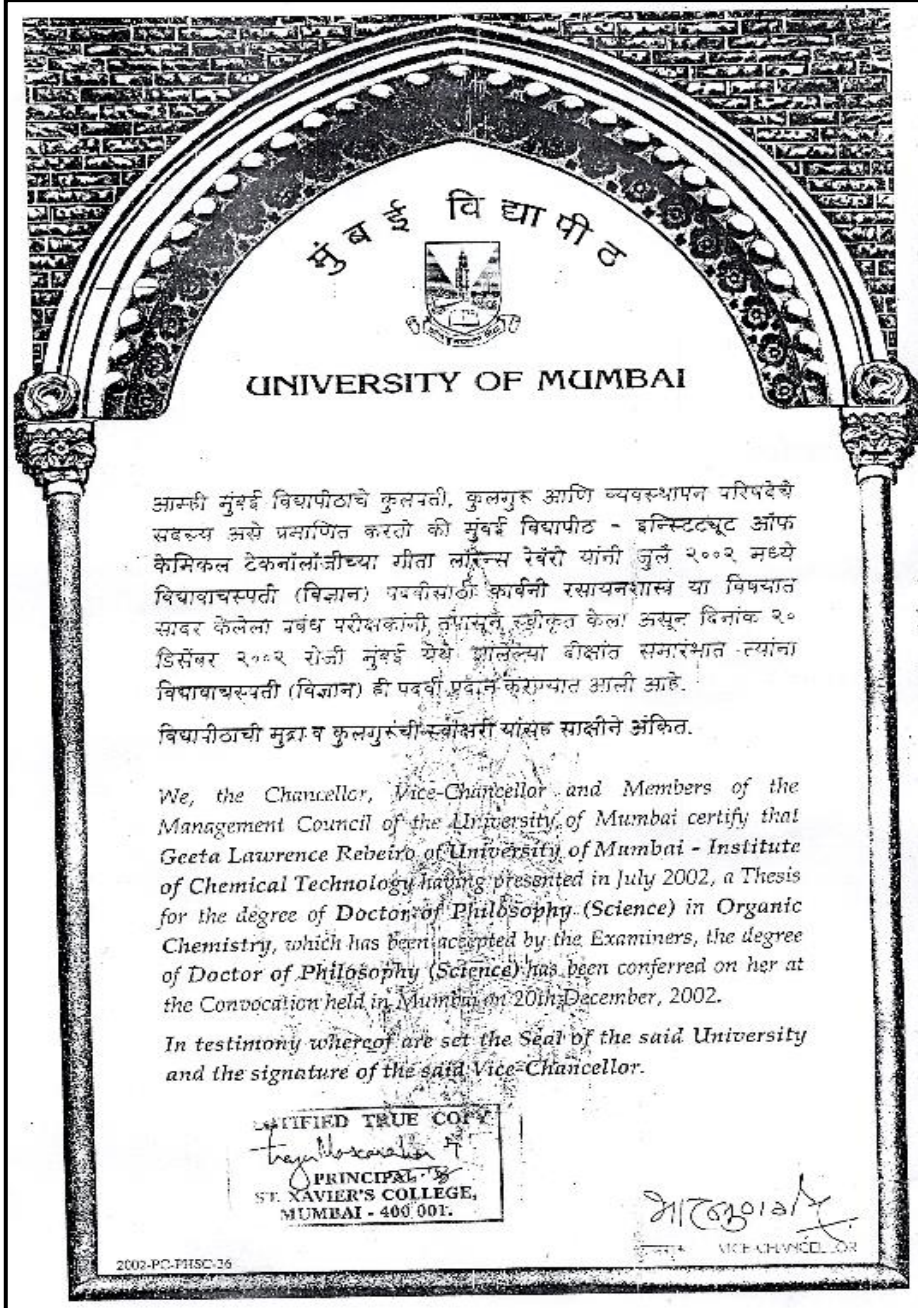 मुंबई विद्यापीठ
UNIVERSITY OF MUMBAI
आम्ही मुंबई विद्यापीठाचे कुलपती, कुलगुरू आणि व्यवस्थापन परिषदेचे
सदस्य असे प्रमाणित करतो की मुंबई विद्यापीठ - इन्स्टिटय़ूट ऑफ
केमिकल टेकनॉलॉजीच्या गीता लॉरेन्स रेबेरो यांनी जुलै २००२ मध्ये
विद्यावाचस्पती (विज्ञान) पदवीसाठी कार्बनी रसायनशास्त्र या विषयात
सादर केलेला प्रबंध परीक्षकांनी तपासून स्वीकृत केला असून दिनांक २०
डिसेंबर २००२ रोजी मुंबई येथे झालेल्या दीक्षांत समारंभात त्यांना
विद्यावाचस्पती (विज्ञान) ही पदवी प्रदान करण्यात आली आहे.
विद्यापीठाची मुद्रा व कुलगुरूंची स्वाक्षरी यांसह साक्षीने अंकित.
We, the Chancellor, Vice-Chancellor and Members of the
Management Council of the University of Mumbai certify that
Geeta Lawrence Rebeiro of University of Mumbai - Institute
of Chemical Technology having presented in July 2002, a Thesis
for the degree of Doctor of Philosophy (Science) in Organic
Chemistry, which has been accepted by the Examiners, the degree
of Doctor of Philosophy (Science) has been conferred on her at
the Convocation held in Mumbai on 20th December, 2002.
In testimony whereof are set the Seal of the said University
and the signature of the said Vice-Chancellor.
CERTIFIED TRUE COPY
PRINCIPAL
ST. XAVIER'S COLLEGE,
MUMBAI - 400 001.
कुलगुरू VICE-CHANCELLOR
2002-PC-PHSC-36